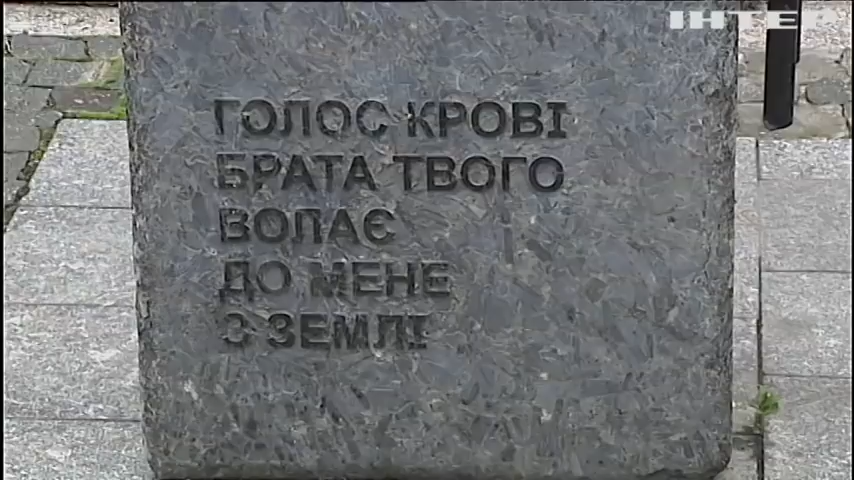 ІНТЕР
ГОЛОС КРОВІ
БРАТА ТВОГО
ВОПАЄ
ДО МЕНЕ
З ЗЕМЛІ